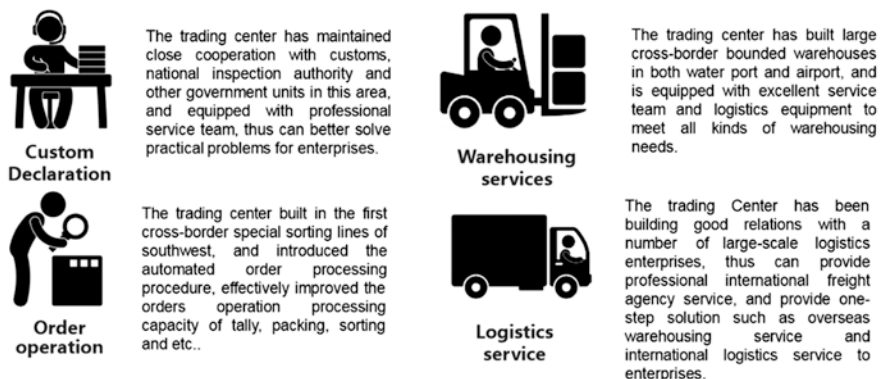 The trading center has maintained
close cooperation with customs,
national inspection authority and
other government units in this area,
and equipped with professional
service team, thus can better solve
practical problems for enterprises.
Custom
Declaration
The trading center has built large
cross-border bounded warehouses
in both water port and airport, and
is equipped with excellent service
team and logistics equipment to
meet all kinds of warehousing
needs.
Warehousing
services
The trading center built in the first
cross-border special sorting lines of
southwest, and introduced the
automated order processing
procedure, effectively improved the
orders operation processing
capacity of tally, packing, sorting
and etc..
Order
operation
The trading Center has been
building good relations with a
number of large-scale logistics
enterprises, thus can provide
professional international freight
agency service, and provide one-
step solution such as overseas
warehousing service and
international logistics service to
enterprises.
Logistics
service